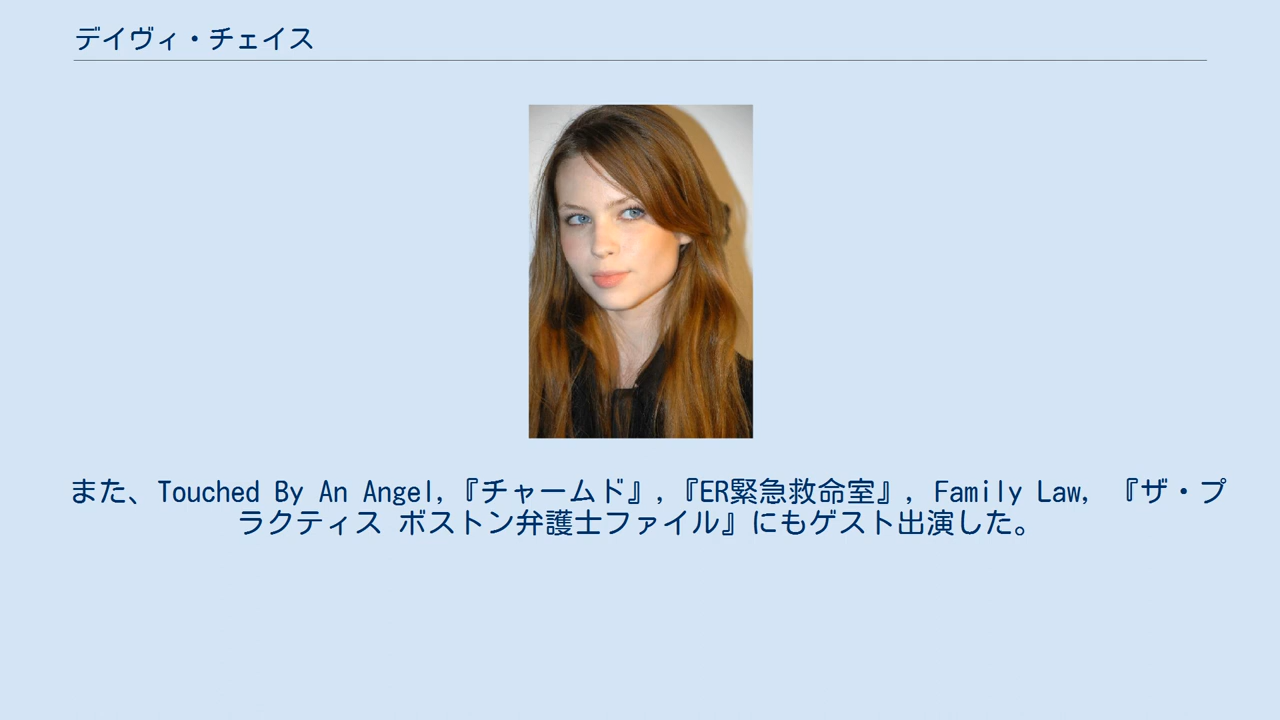 デイヴィ・チェイス
また、Touched By An Angel,『チャームド』,『ER緊急救命室』, Family Law, 『ザ・プ
ラクティス ボストン弁護士ファイル』にもゲスト出演した。